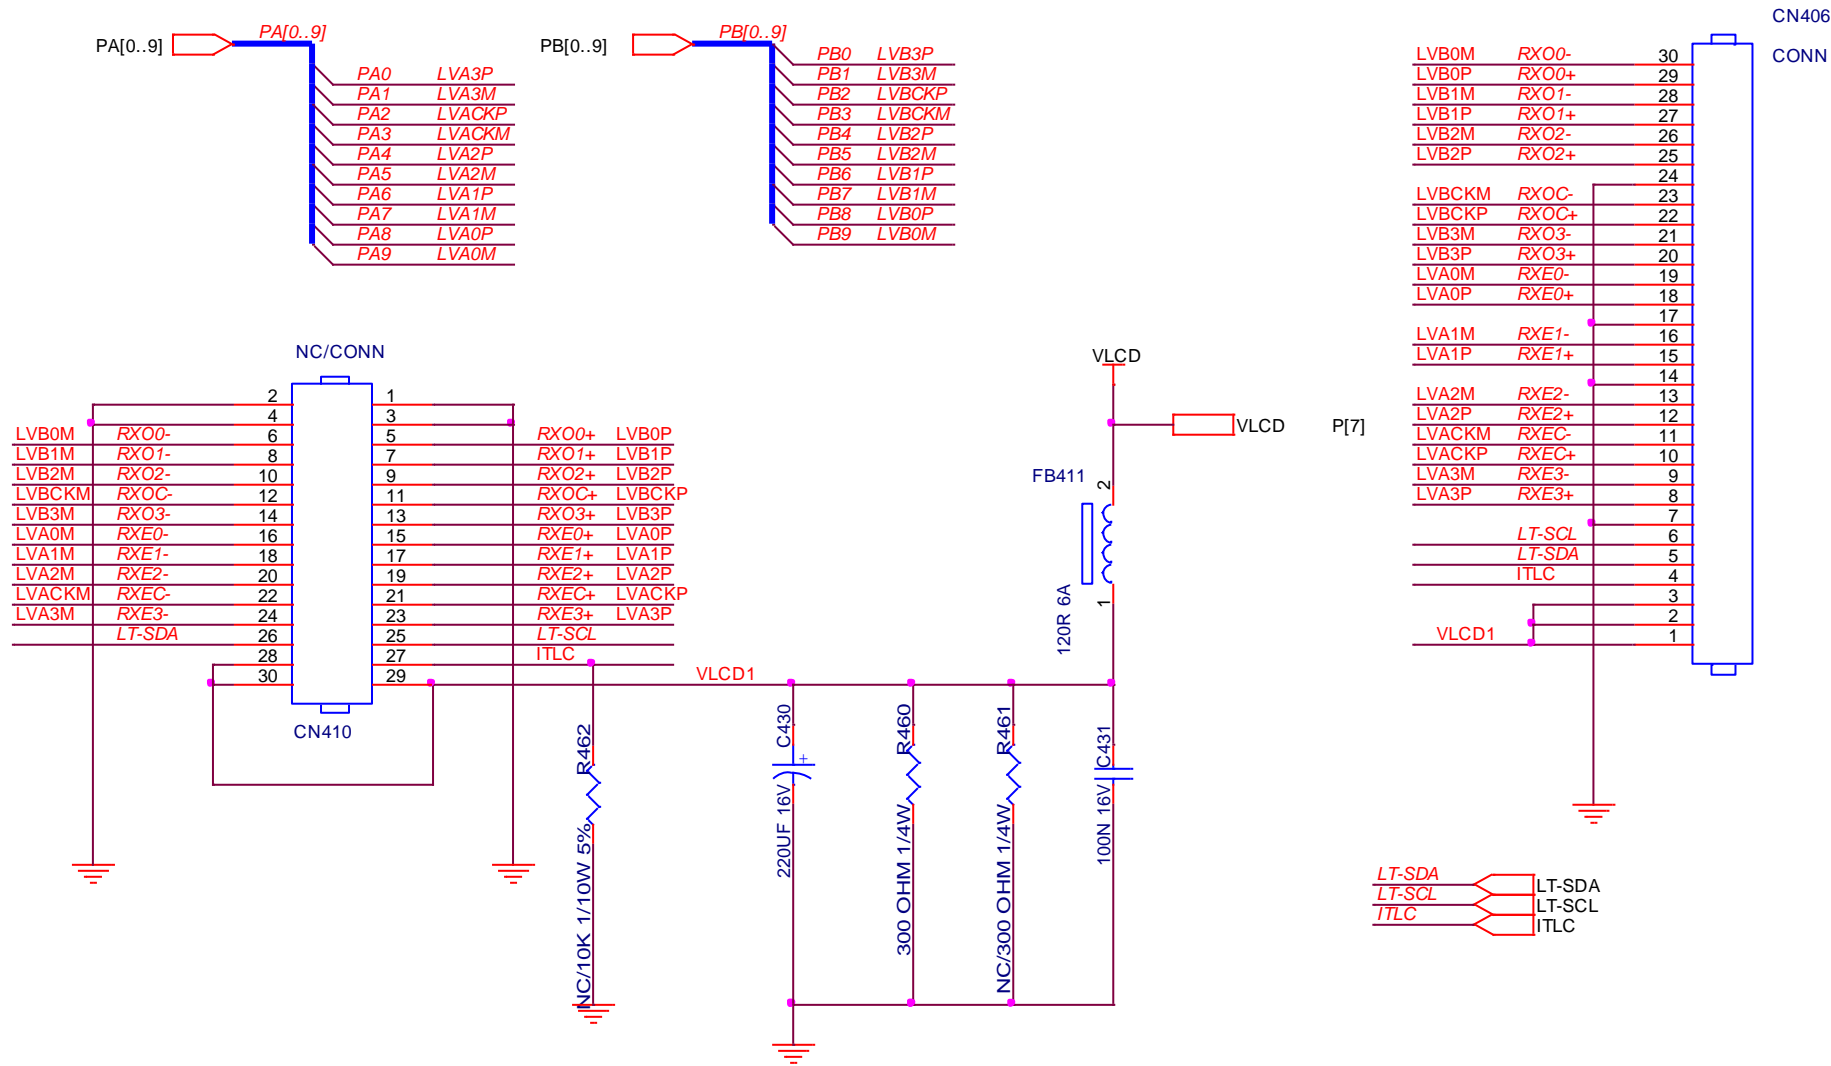 PA[0..9]
PA[0..9]
PA0 LVA3P
PA1 LVA3M
PA2 LVACKP
PA3 LVACKM
PA4 LVA2P
PA5 LVA2M
PA6 LVA1P
PA7 LVA1M
PA8 LVA0P
PA9 LVA0M
PB[0..9]
PB[0..9]
PB0 LVB3P
PB1 LVB3M
PB2 LVBCKP
PB3 LVBCKM
PB4 LVB2P
PB5 LVB2M
PB6 LVB1P
PB7 LVB1M
PB8 LVB0P
PB9 LVB0M
CN406
CONN
LVB0M RXO0- 30
LVB0P RXO0+ 29
LVB1M RXO1- 28
LVB1P RXO1+ 27
LVB2M RXO2- 26
LVB2P RXO2+ 25
24
LVBCKM RXOC- 23
LVBCKP RXOC+ 22
LVB3M RXO3- 21
LVB3P RXO3+ 20
LVA0M RXE0- 19
LVA0P RXE0+ 18
17
LVA1M RXE1- 16
LVA1P RXE1+ 15
14
LVA2M RXE2- 13
LVA2P RXE2+ 12
LVACKM RXEC- 11
LVACKP RXEC+ 10
LVA3M RXE3- 9
LVA3P RXE3+ 8
7
LT-SCL 6
LT-SDA 5
ITLC 4
3
2
VLCD1 1
NC/CONN
2 1
4 3
LVB0M RXO0- 6 5 RXO0+ LVB0P
LVB1M RXO1- 8 7 RXO1+ LVB1P
LVB2M RXO2- 10 9 RXO2+ LVB2P
LVBCKM RXOC- 12 11 RXOC+ LVBCKP
LVB3M RXO3- 14 13 RXO3+ LVB3P
LVA0M RXE0- 16 15 RXE0+ LVA0P
LVA1M RXE1- 18 17 RXE1+ LVA1P
LVA2M RXE2- 20 19 RXE2+ LVA2P
LVACKM RXEC- 22 21 RXEC+ LVACKP
LVA3M RXE3- 24 23 RXE3+ LVA3P
LT-SDA 26 25 LT-SCL
28 27 ITLC
30 29
CN410
VLCD1
VLCD
VLCD P[7]
FB411
2
1
120R 6A
R462
NC/10K 1/10W 5%
C430
+
220UF 16V
R460
300 OHM 1/4W
R461
NC/300 OHM 1/4W
C431
100N 16V
LT-SDA LT-SDA
LT-SCL LT-SCL
ITLC ITLC